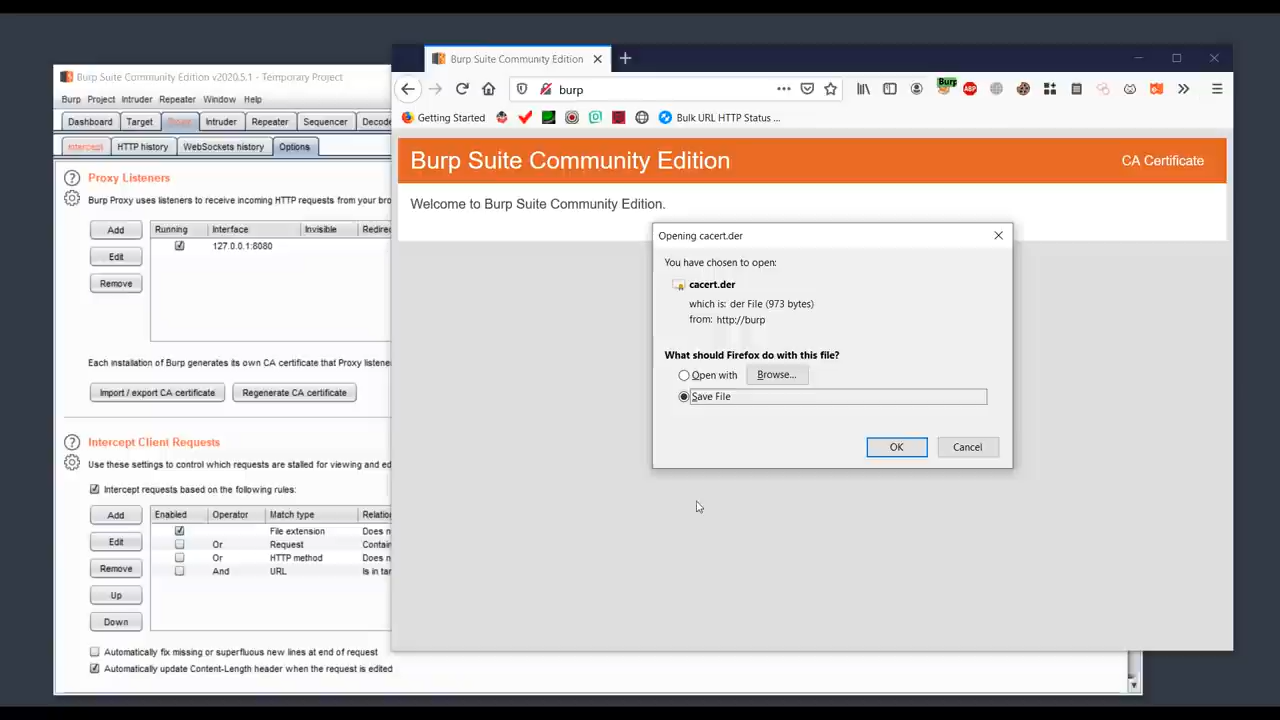 Burp Suite Community Edition v2020.5.1 - Temporary Project
Burp Project Intruder Repeater Window Help
Dashboard Target Proxy Intruder Repeater Sequencer Decode
Intercept HTTP history WebSockets history Options
Proxy Listeners
Burp Proxy uses listeners to receive incoming HTTP requests from your bro
Add
Edit
Remove
Running Interface Invisible Redirec
127.0.0.1:8080
Each installation of Burp generates its own CA certificate that Proxy listene
Import / export CA certificate Regenerate CA certificate
Intercept Client Requests
Use these settings to control which requests are stalled for viewing and ed
Intercept requests based on the following rules:
Add
Edit
Remove
Up
Down
Enabled Operator Match type Relatio
File extension Does n
Or Request Contain
Or HTTP method Does n
And URL Is in tar
Automatically fix missing or superfluous new lines at end of request
Automatically update Content-Length header when the request is edited
Burp Suite Community Edition
burp
Burp
ABP
Getting Started
Bulk URL HTTP Status ...
Burp Suite Community Edition
CA Certificate
Welcome to Burp Suite Community Edition.
Opening cacert.der
You have chosen to open:
cacert.der
which is: der File (973 bytes)
from: http://burp
What should Firefox do with this file?
Open with Browse...
Save File
OK Cancel